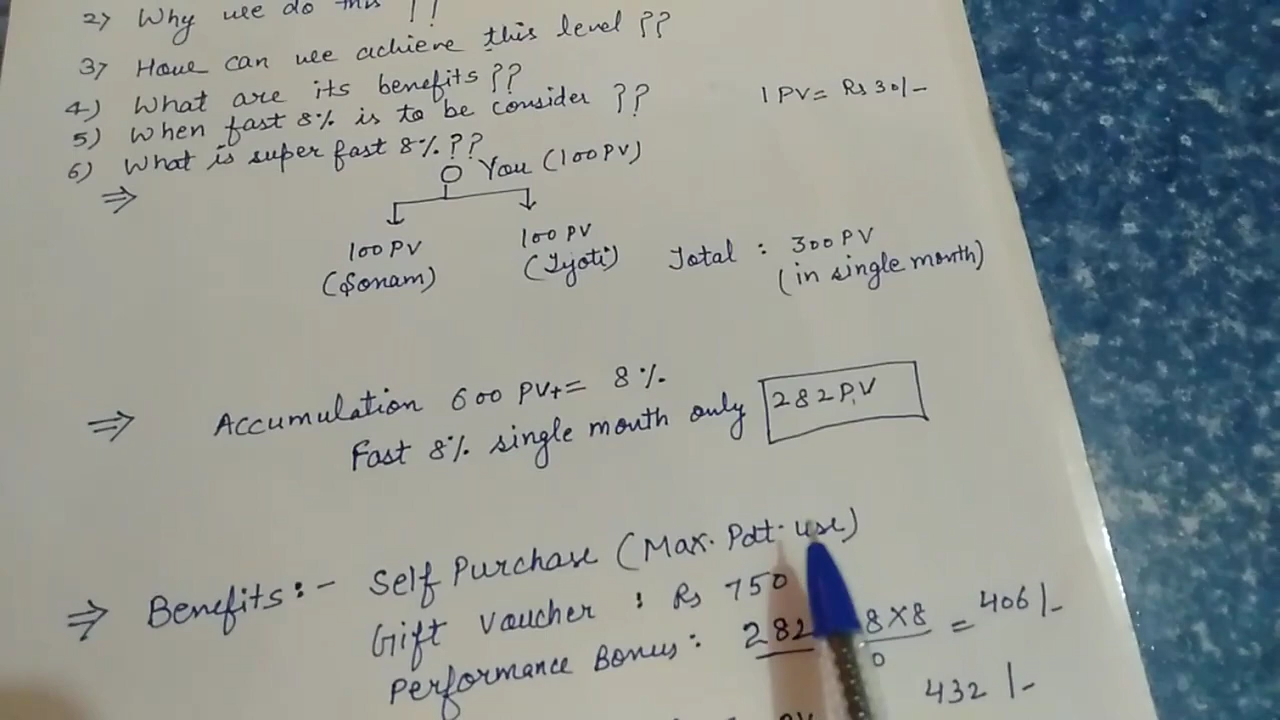 2) Why we do this !!
3) Howe can we achieve this level ??
4) What are its benefits ??
5) When fast 8% is to be consider ??
1 PV = Rs 30/-
6) What is super fast 8% ??
⇒ You (100 PV)
100 PV 100 PV
(Sonam) (Jyoti) Total : 300 PV
(in single month)
⇒ Accumulation 600 PV+ = 8%
Fast 8% single month only 282 PV
⇒ Benefits :- Self Purchase (Max. Pdt. use)
Gift Voucher : Rs 750
Performance Bonus : 282 8X8 = 406/-
0
432/-